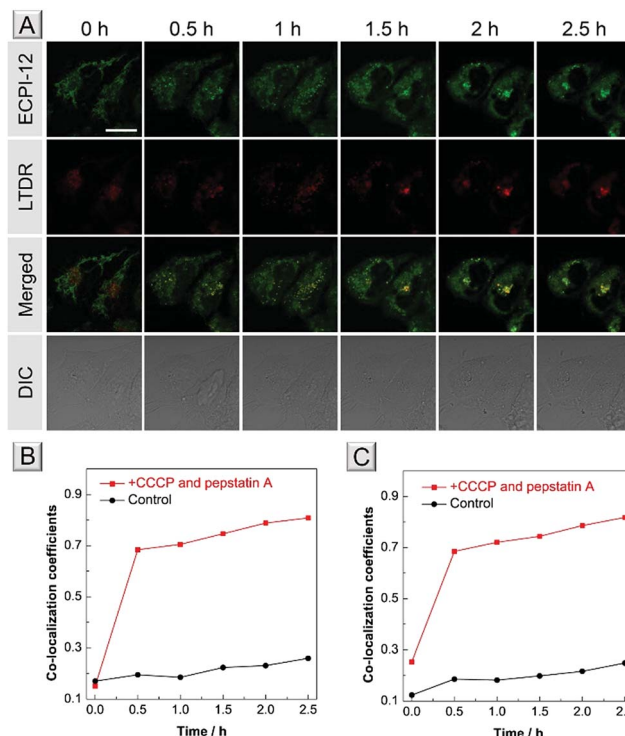 A
0 h 0.5 h 1 h 1.5 h 2 h 2.5 h
ECPI-12
LTDR
Merged
DIC
B
+CCCP and pepstatin A
Control
Co-localization coefficients
0.9
0.7
0.5
0.3
0.1
0.0 0.5 1.0 1.5 2.0 2.5
Time / h
C
+CCCP and pepstatin A
Control
Co-localization coefficients
0.9
0.7
0.5
0.3
0.1
0.0 0.5 1.0 1.5 2.0 2.5
Time / h